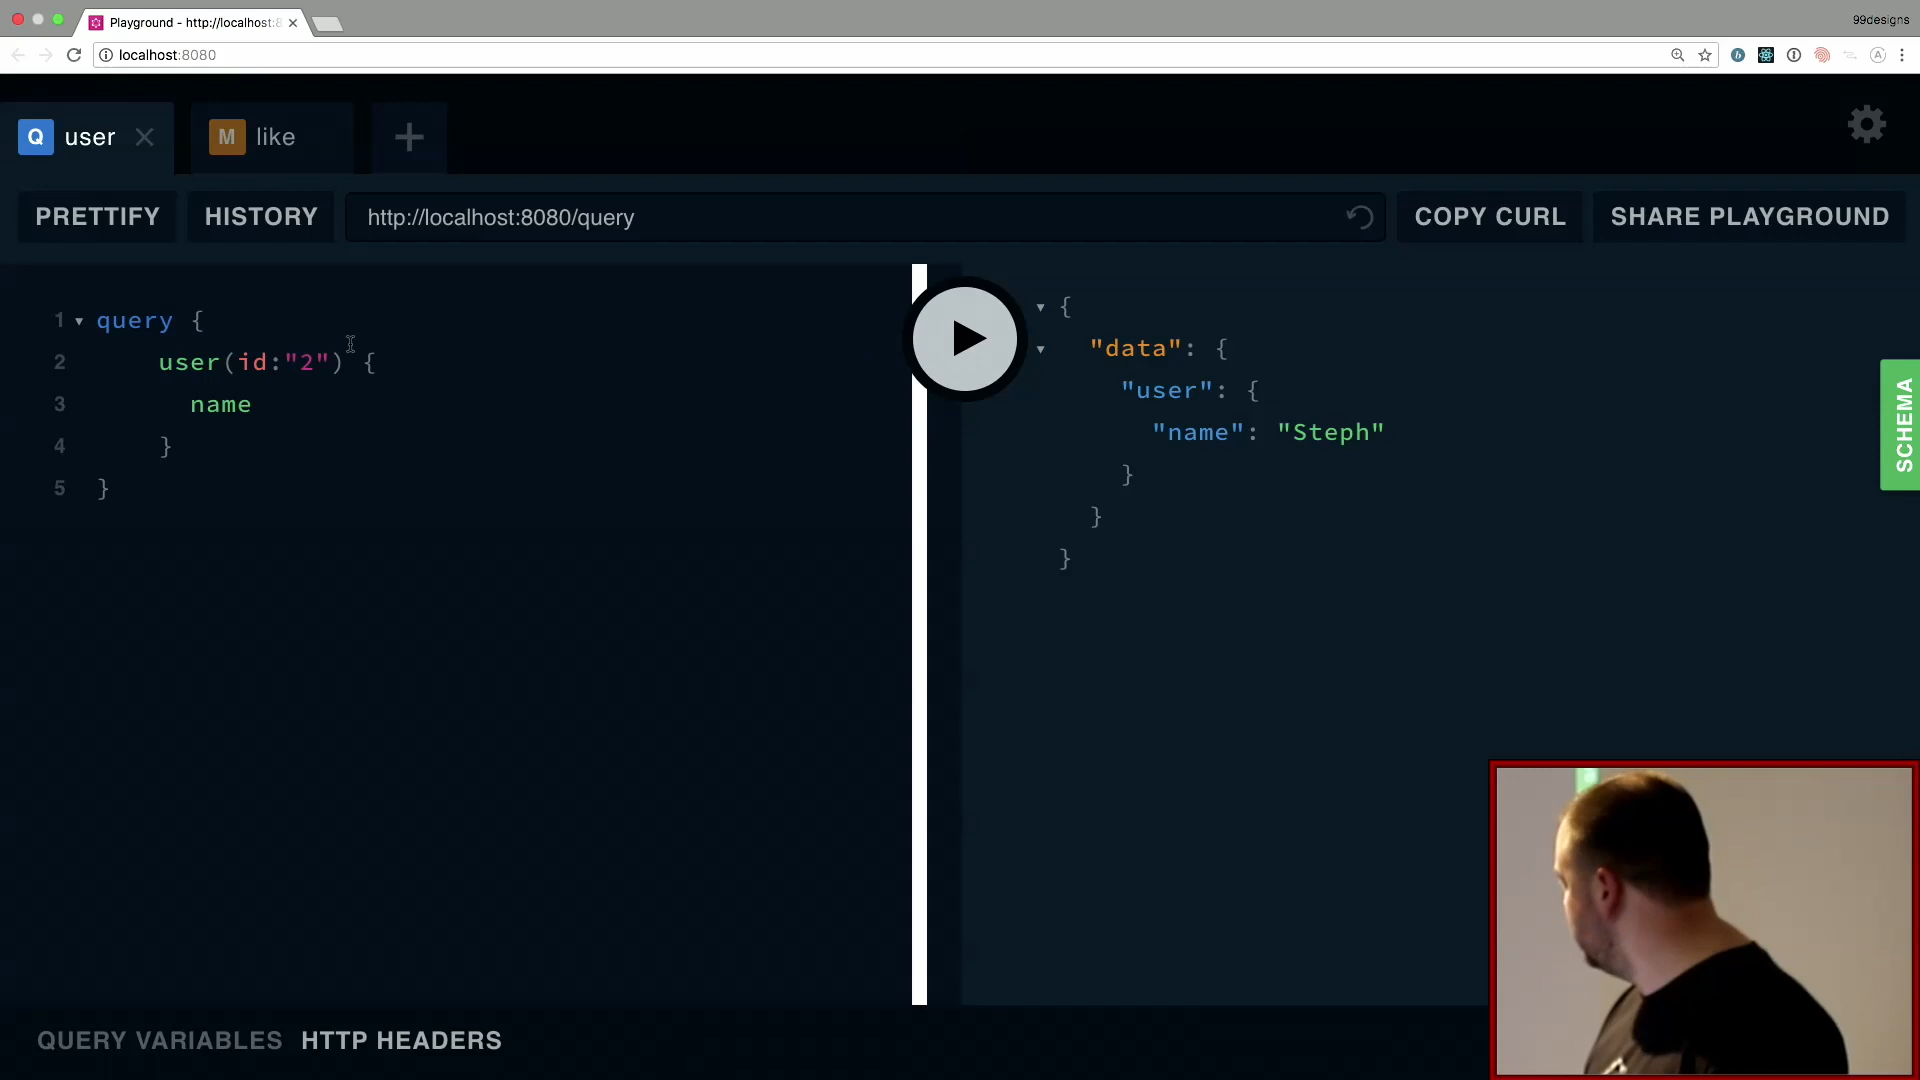 Playground - http://localhost:8
99designs
localhost:8080
Q user
M like
PRETTIFY
HISTORY
http://localhost:8080/query
COPY CURL
SHARE PLAYGROUND
1 query {
2 user(id:"2") {
3 name
4 }
5 }
{
"data": {
"user": {
"name": "Steph"
}
}
}
SCHEMA
QUERY VARIABLES
HTTP HEADERS